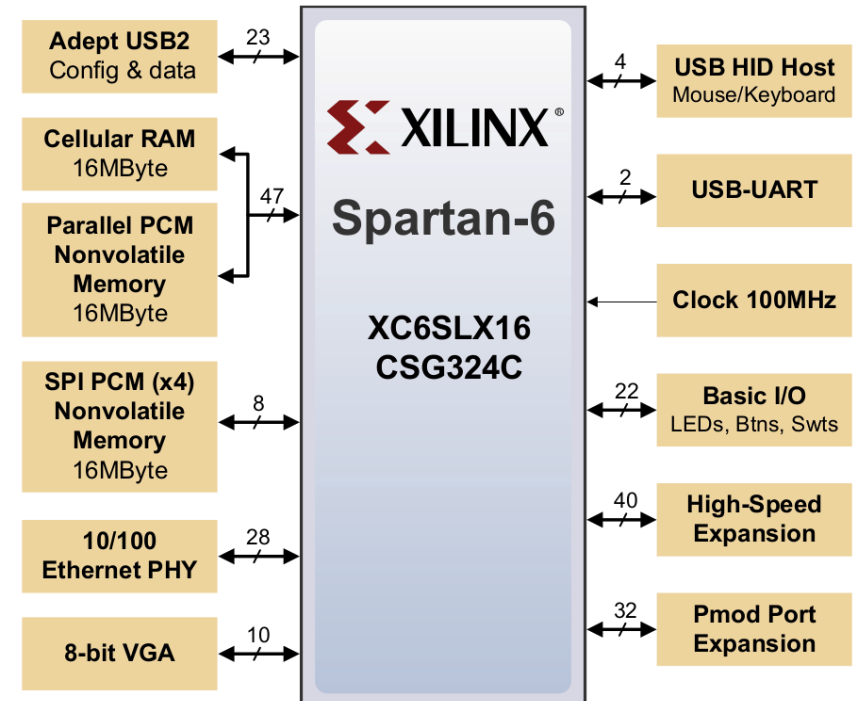 Adept USB2
Config & data
23
Cellular RAM
16MByte
47
Parallel PCM
Nonvolatile
Memory
16MByte
SPI PCM (x4)
Nonvolatile
Memory
16MByte
8
10/100
Ethernet PHY
28
8-bit VGA
10
XILINX®
Spartan-6
XC6SLX16
CSG324C
4
USB HID Host
Mouse/Keyboard
2
USB-UART
Clock 100MHz
22
Basic I/O
LEDs, Btns, Swts
40
High-Speed
Expansion
32
Pmod Port
Expansion